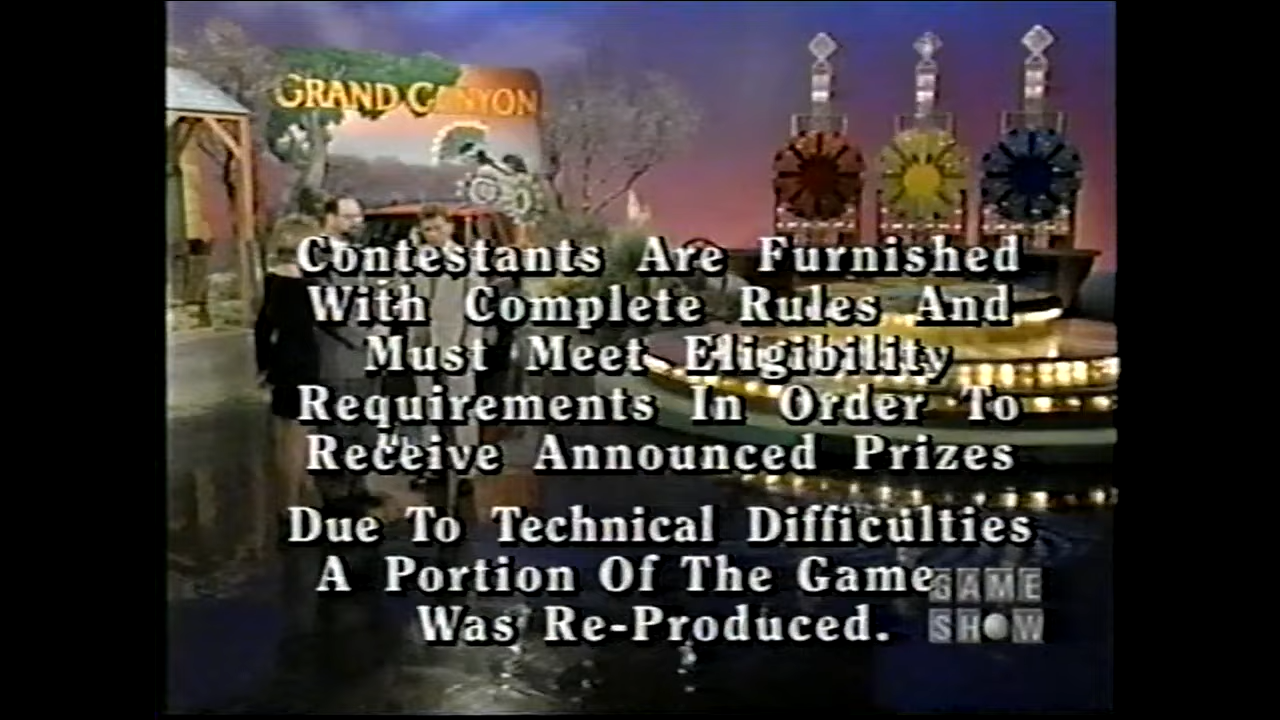 GRAND CANYON
Contestants Are Furnished
With Complete Rules And
Must Meet Eligibility
Requirements In Order To
Receive Announced Prizes
Due To Technical Difficulties
A Portion Of The Game
Was Re-Produced.
GAME
SHOW